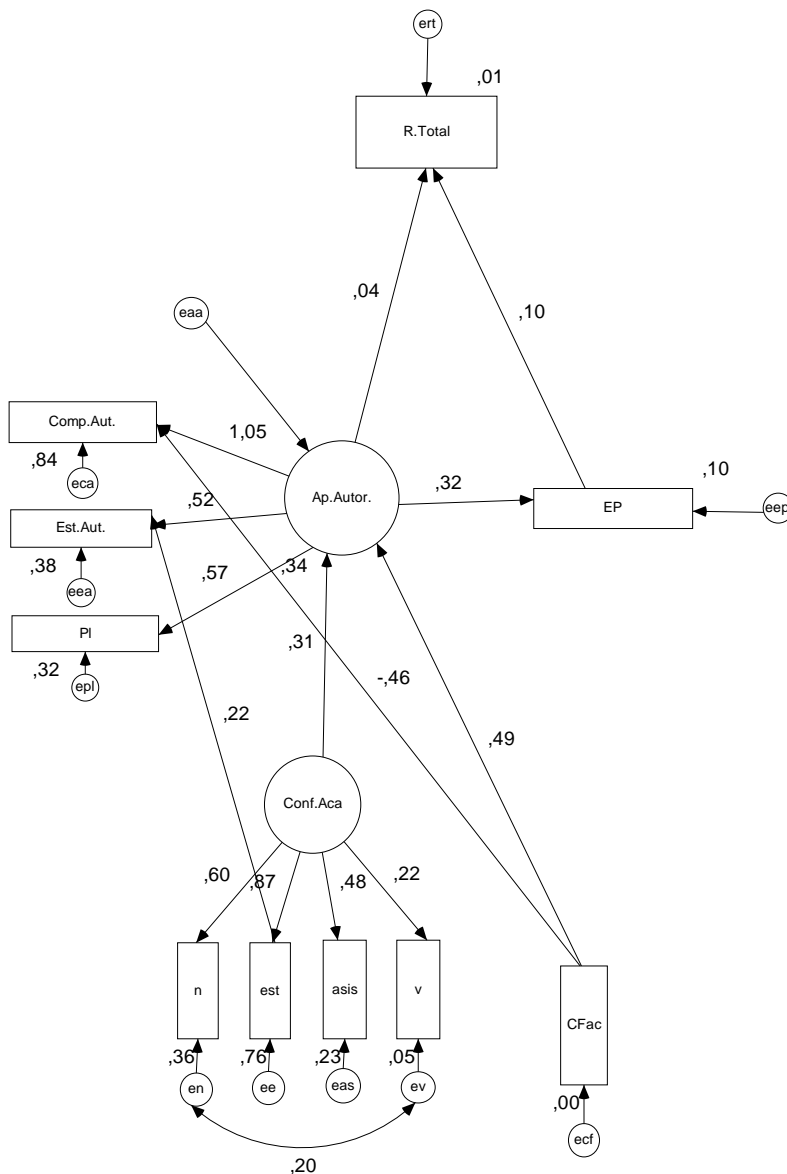 ert
,01
R.Total
,04
,10
eaa
Comp.Aut.
1,05
,84
eca
Ap.Autor.
,32
,10
EP
eep
,52
Est.Aut.
,38
eea
,57
,34
Pl
,32
epl
,31
-,46
,22
,49
Conf.Aca
,60
,87
,48
,22
n
est
asis
v
CFac
,36
,76
,23
,05
en
ee
eas
ev
,00
ecf
,20